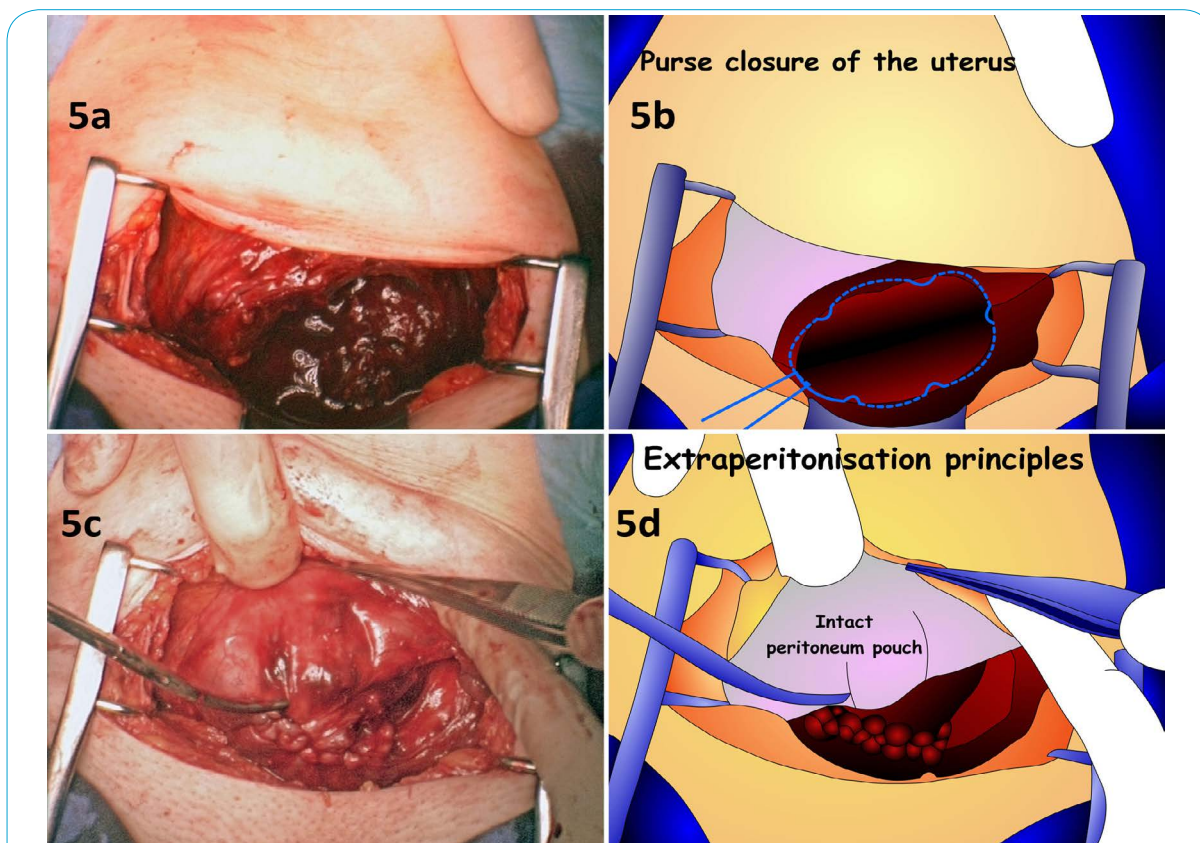 5a
Purse closure of the uterus
5b
5c
Extraperitonisation principles
5d
Intact
peritoneum pouch